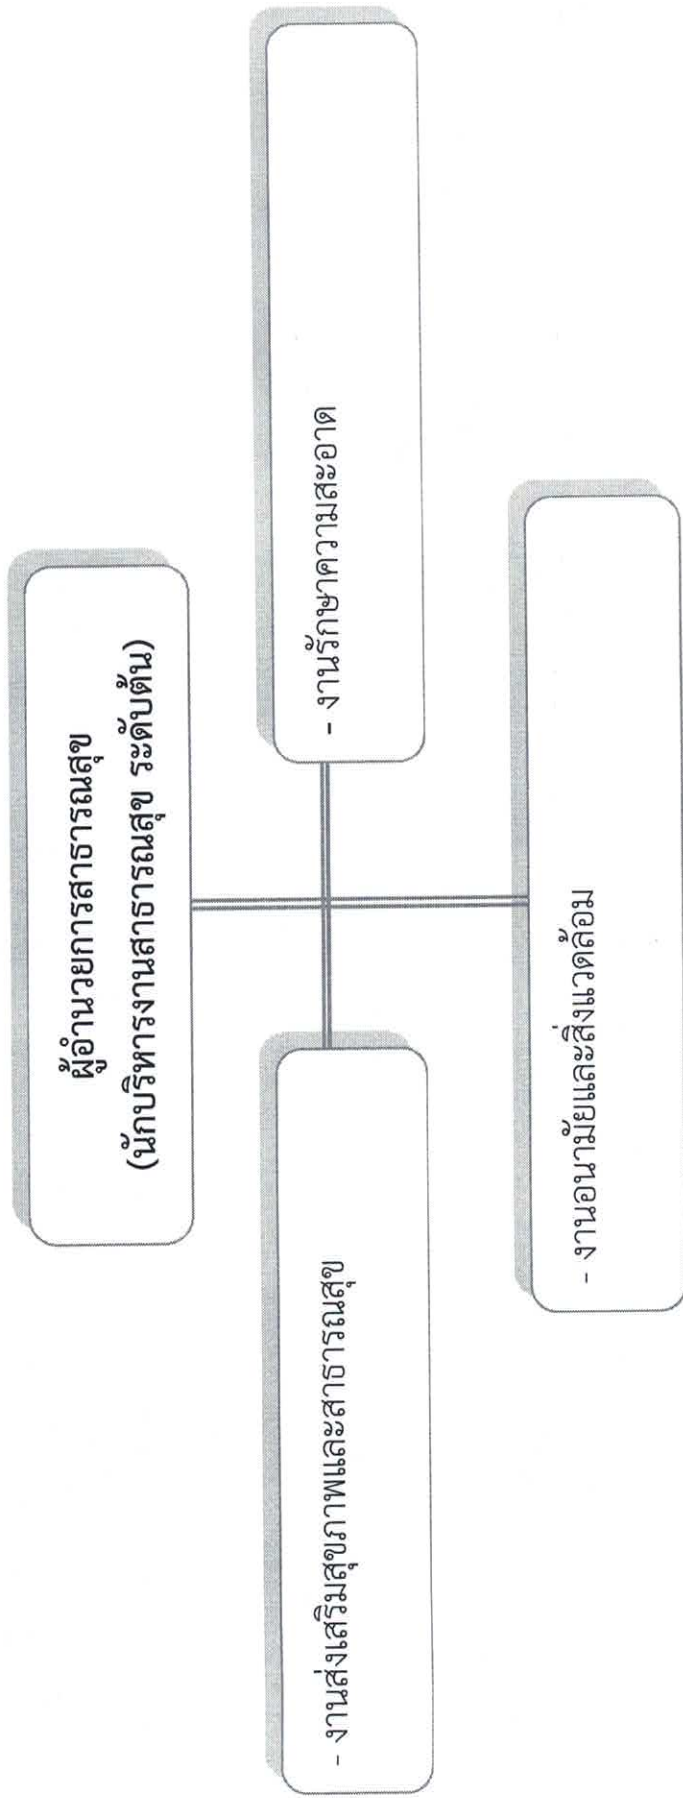 ผู้อำนวยการสาธารณสุข
(นักบริหารงานสาธารณสุข ระดับต้น)
- งานส่งเสริมสุขภาพและสาธารณสุข
- งานรักษาความสะอาด
- งานอนามัยและสิ่งแวดล้อม